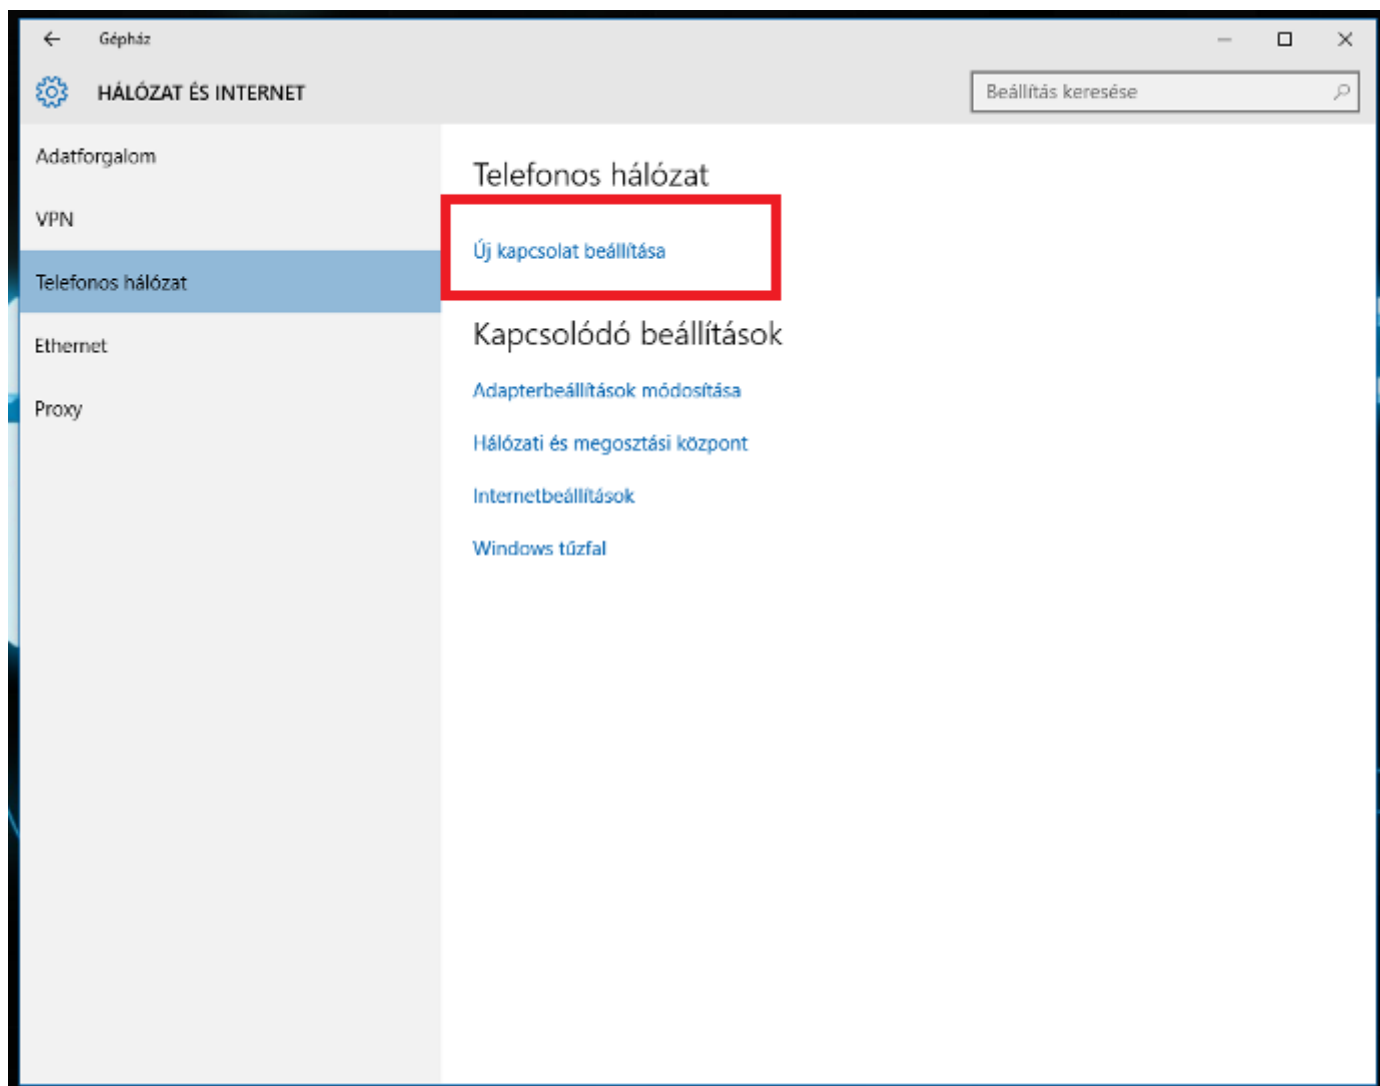 Gépház
HÁLÓZAT ÉS INTERNET
Beállítás keresése
Adatforgalom
VPN
Telefonos hálózat
Ethernet
Proxy
Telefonos hálózat
Új kapcsolat beállítása
Kapcsolódó beállítások
Adapterbeállítások módosítása
Hálózati és megosztási központ
Internetbeállítások
Windows tűzfal